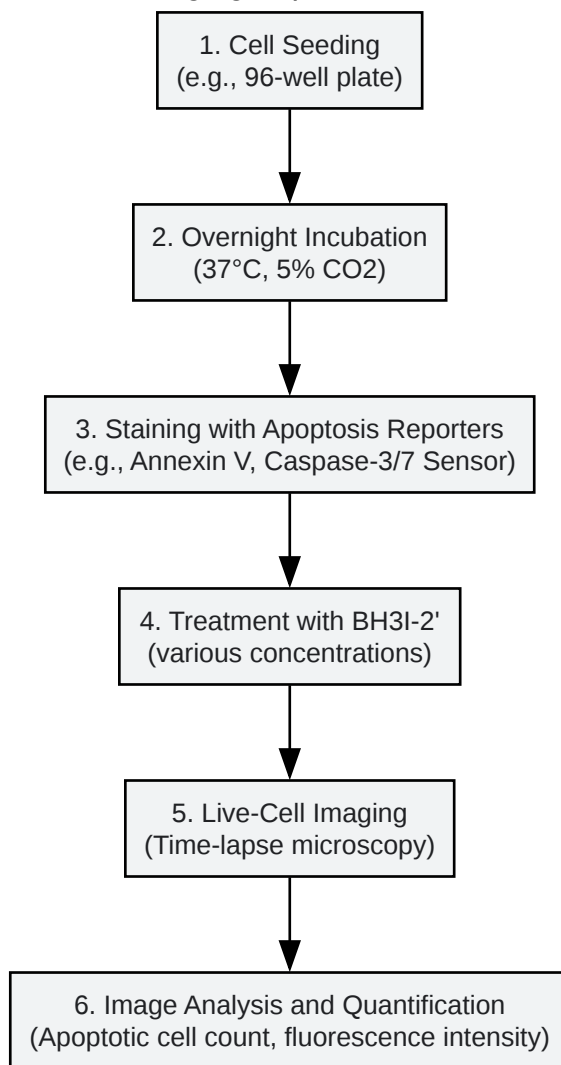 1. Cell Seeding
(e.g., 96-well plate)
2. Overnight Incubation
(37°C, 5% CO2)
3. Staining with Apoptosis Reporters
(e.g., Annexin V, Caspase-3/7 Sensor)
4. Treatment with BH3I-2'
(various concentrations)
5. Live-Cell Imaging
(Time-lapse microscopy)
6. Image Analysis and Quantification
(Apoptotic cell count, fluorescence intensity)